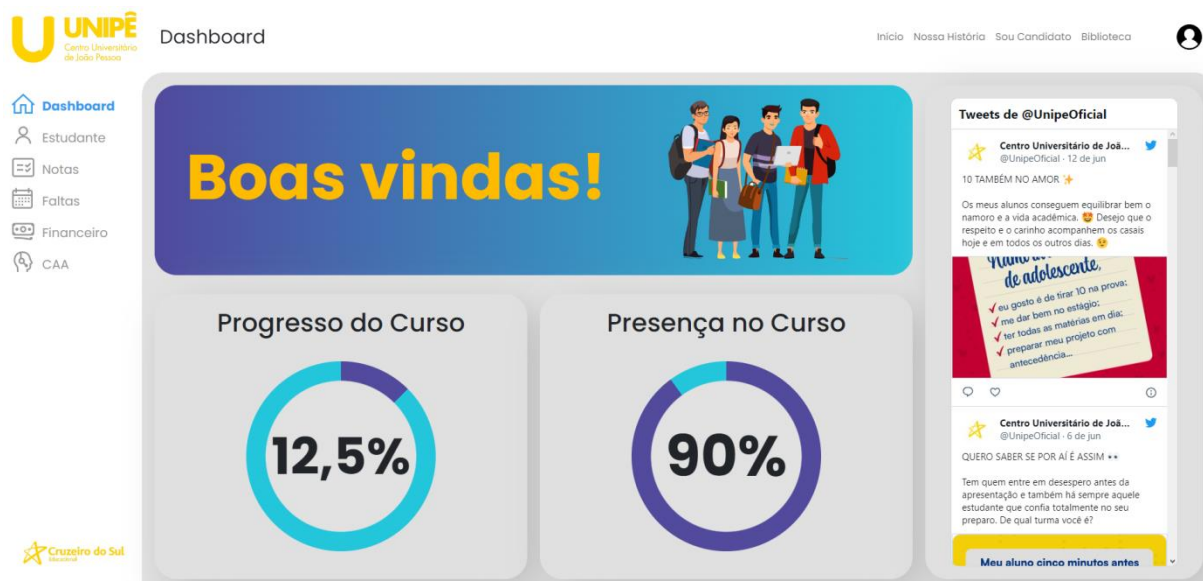 UNIPÊ
Centro Universitário
de João Pessoa
Dashboard
Início Nossa História Sou Candidato Biblioteca
Dashboard
Estudante
Notas
Faltas
Financeiro
CAA
Cruzeiro do Sul
Educacional
Boas vindas!
Progresso do Curso
12,5%
Presença no Curso
90%
Tweets de @UnipeOficial
Centro Universitário de Joã...
@UnipeOficial · 12 de jun
10 TAMBÉM NO AMOR ✨
Os meus alunos conseguem equilibrar bem o
namoro e a vida acadêmica. 🤩 Desejo que o
respeito e o carinho acompanhem os casais
hoje e em todos os outros dias. 😉
de adolescente,
✓ eu gosto é de tirar 10 na prova;
✓ me dar bem no estágio;
✓ ter todas as matérias em dia;
✓ preparar meu projeto com
antecedência...
Centro Universitário de Joã...
@UnipeOficial · 6 de jun
QUERO SABER SE POR AÍ É ASSIM 👀
Tem quem entre em desespero antes da
apresentação e também há sempre aquele
estudante que confia totalmente no seu
preparo. De qual turma você é?
Meu aluno cinco minutos antes